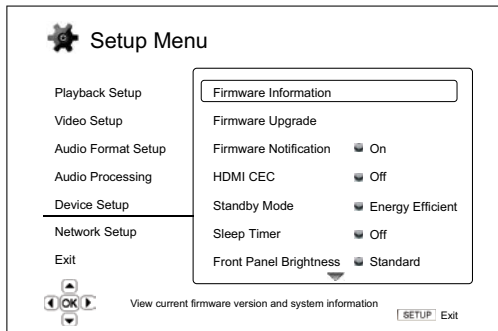 Setup Menu
Playback Setup
Video Setup
Audio Format Setup
Audio Processing
Device Setup
Network Setup
Exit
Firmware Information
Firmware Upgrade
Firmware Notification On
HDMI CEC Off
Standby Mode Energy Efficient
Sleep Timer Off
Front Panel Brightness Standard
OK
View current firmware version and system information
SETUP Exit